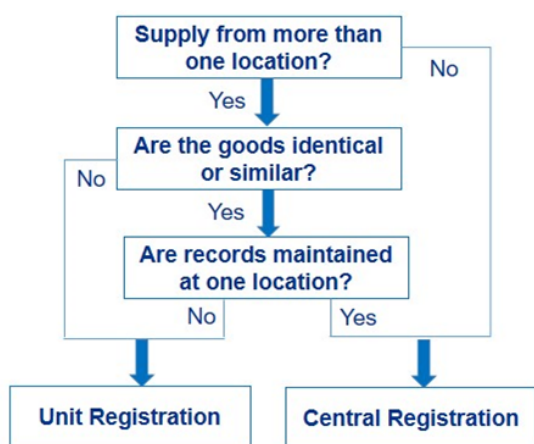 Supply from more than
one location?
No
Yes
Are the goods identical
or similar?
No
Yes
Are records maintained
at one location?
No
Yes
Unit Registration
Central Registration